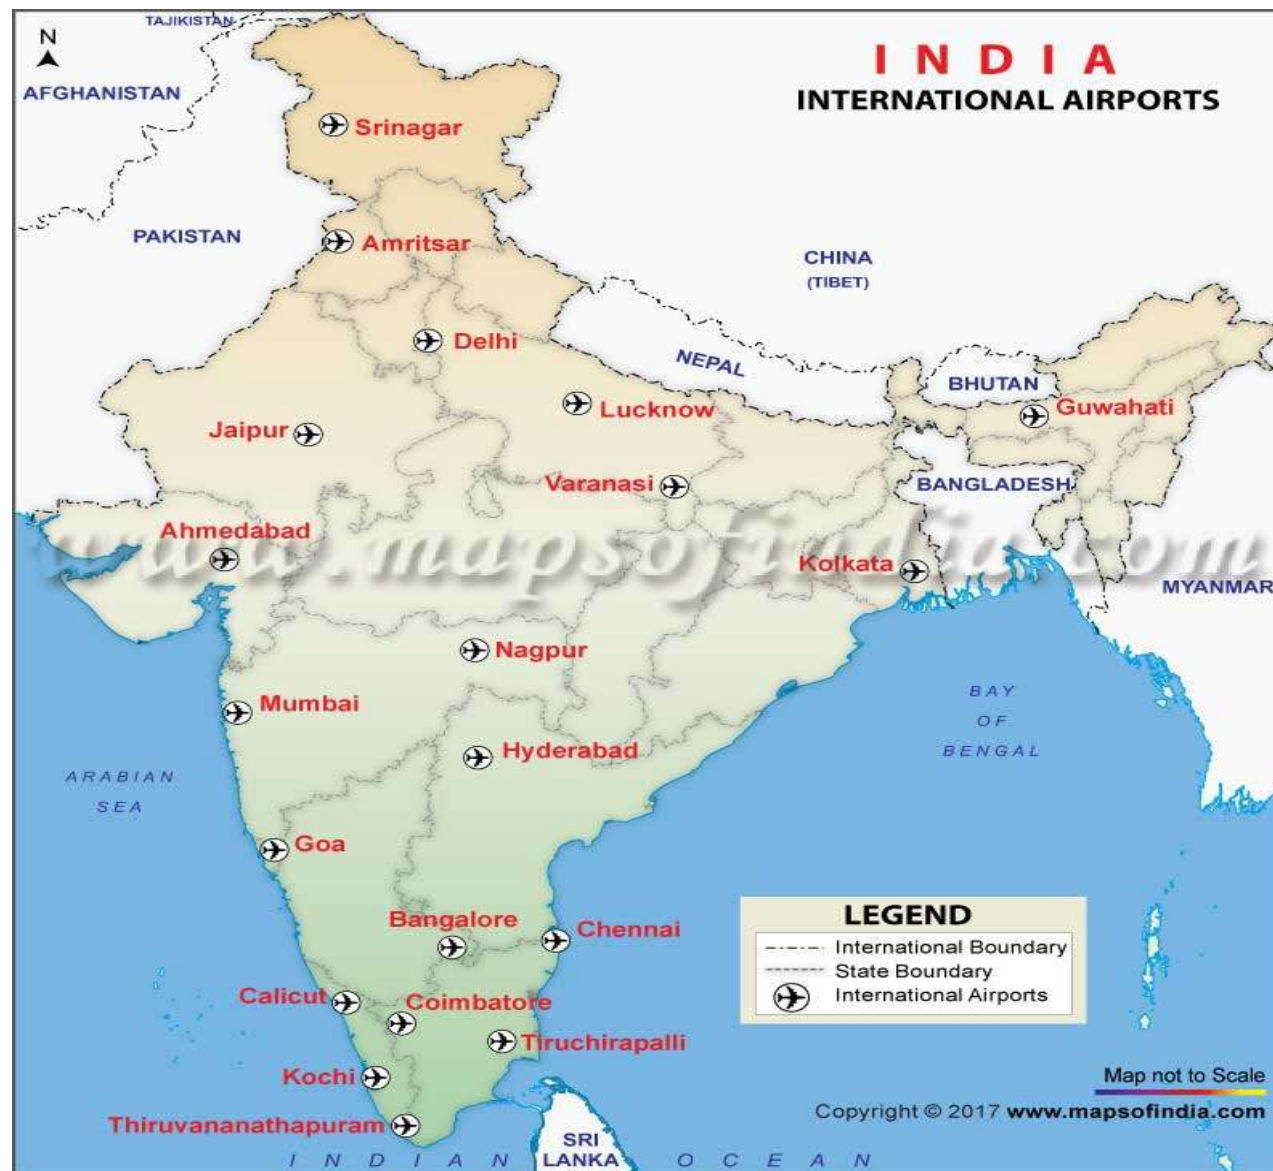 TAJIKISTAN
N
I N D I A
INTERNATIONAL AIRPORTS
AFGHANISTAN
Srinagar
PAKISTAN
Amritsar
CHINA
(TIBET)
Delhi
NEPAL
BHUTAN
Lucknow
Guwahati
Jaipur
Varanasi
BANGLADESH
Ahmedabad
www.mapsofindia.com
Kolkata
MYANMAR
Nagpur
Mumbai
BAY
OF
BENGAL
Hyderabad
ARABIAN
SEA
Goa
Bangalore
Chennai
LEGEND
International Boundary
State Boundary
International Airports
Calicut
Coimbatore
Tiruchirapalli
Kochi
Map not to Scale
Copyright © 2017 www.mapsofindia.com
Thiruvananathapuram
SRI
LANKA
INDIAN OCEAN